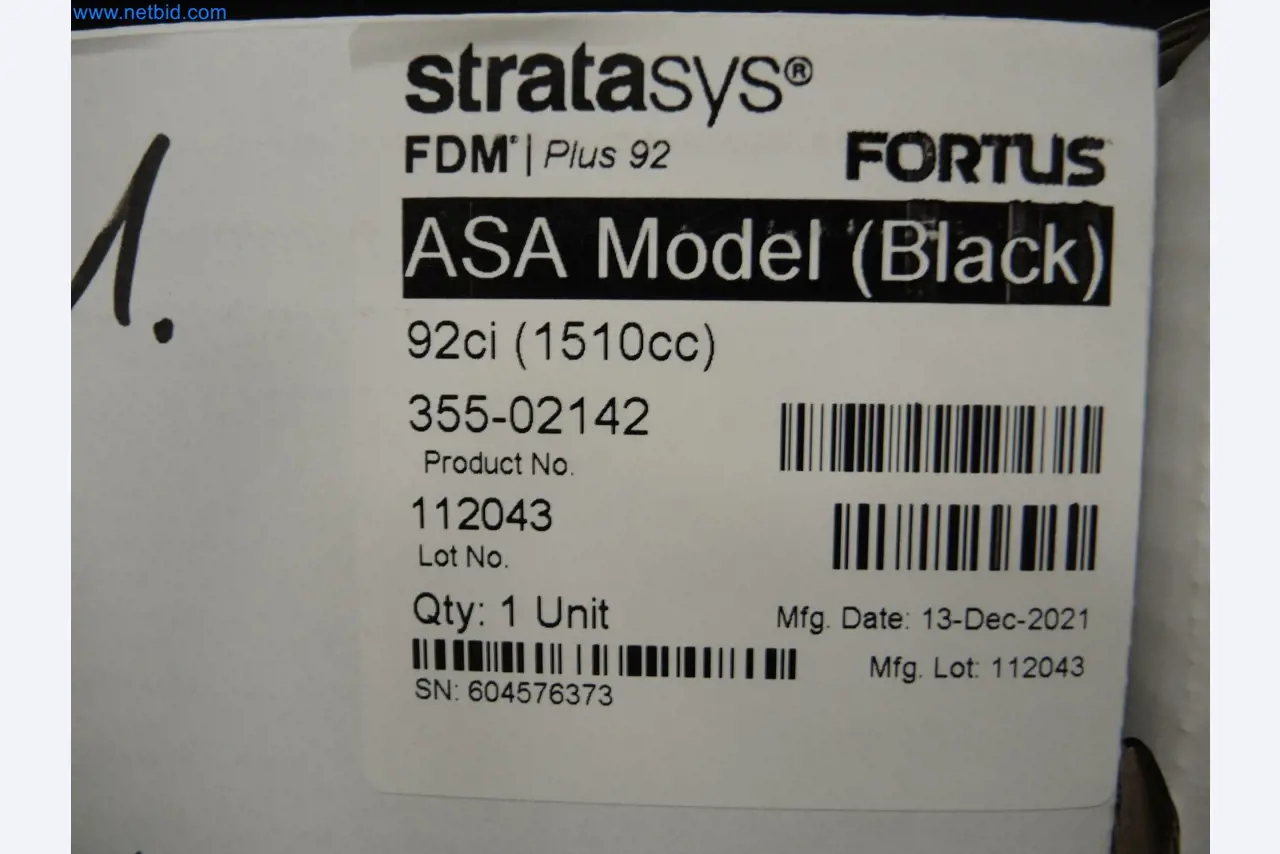 www.netbid.com
stratasys®
FDM® | Plus 92
FORTUS
1.
ASA Model (Black)
92ci (1510cc)
355-02142
Product No.
112043
Lot No.
Qty: 1 Unit
Mfg. Date: 13-Dec-2021
Mfg. Lot: 112043
SN: 604576373